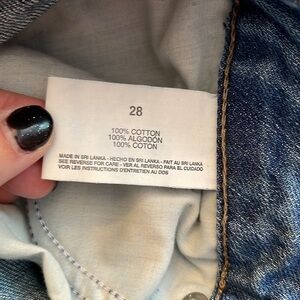 28
100% COTTON
100% ALGODÓN
100% COTON
MADE IN SRI LANKA - HECHO EN SRI LANKA - FAIT AU SRI LANKA
SEE REVERSE FOR CARE - VER AL REVERSO PARA EL CUIDADO
VOIR LES INSTRUCTIONS D'ENTRETIEN AU DOS